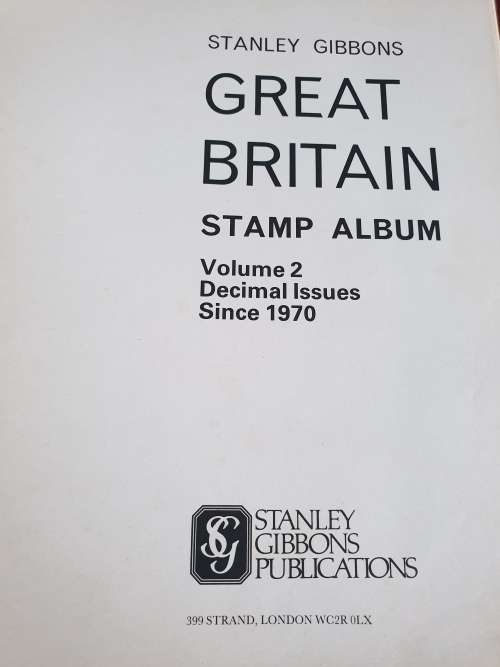 STANLEY GIBBONS
GREAT
BRITAIN
STAMP ALBUM
Volume 2
Decimal Issues
Since 1970
SG
STANLEY
GIBBONS
PUBLICATIONS
399 STRAND, LONDON WC2R 0LX